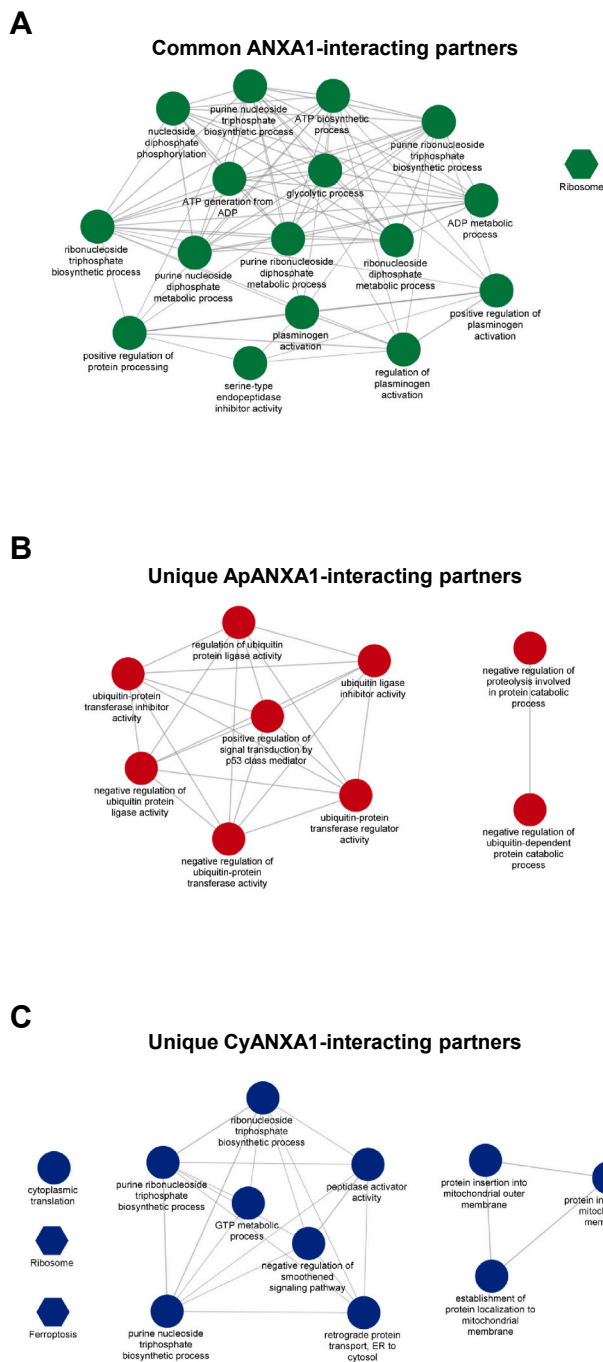 A
Common ANXA1-interacting partners
purine nucleoside
triphosphate
biosynthetic process
ATP biosynthetic
process
nucleoside
diphosphate
phosphorylation
purine ribonucleoside
triphosphate
biosynthetic process
Ribosome
ATP generation from
ADP
glycolytic process
ADP metabolic
process
ribonucleoside
triphosphate
biosynthetic process
purine nucleoside
diphosphate
metabolic process
purine ribonucleoside
diphosphate
metabolic process
ribonucleoside
diphosphate
metabolic process
positive regulation of
plasminogen
activation
plasminogen
activation
positive regulation of
protein processing
serine-type
endopeptidase
inhibitor activity
regulation of
plasminogen
activation
B
Unique ApANXA1-interacting partners
regulation of ubiquitin
protein ligase activity
ubiquitin-protein
transferase inhibitor
activity
ubiquitin ligase
inhibitor activity
negative regulation of
proteolysis involved
in protein catabolic
process
positive regulation of
signal transduction by
p53 class mediator
negative regulation of
ubiquitin protein
ligase activity
ubiquitin-protein
transferase regulator
activity
negative regulation of
ubiquitin-protein
transferase activity
negative regulation of
ubiquitin-dependent
protein catabolic
process
C
Unique CyANXA1-interacting partners
ribonucleoside
triphosphate
biosynthetic process
cytoplasmic
translation
purine ribonucleoside
triphosphate
biosynthetic process
peptidase activator
activity
protein insertion into
mitochondrial outer
membrane
protein in
mitoch
mem
GTP metabolic
process
Ribosome
negative regulation of
smoothened
signaling pathway
establishment of
protein localization to
mitochondrial
membrane
Ferroptosis
purine nucleoside
triphosphate
biosynthetic process
retrograde protein
transport, ER to
cytosol